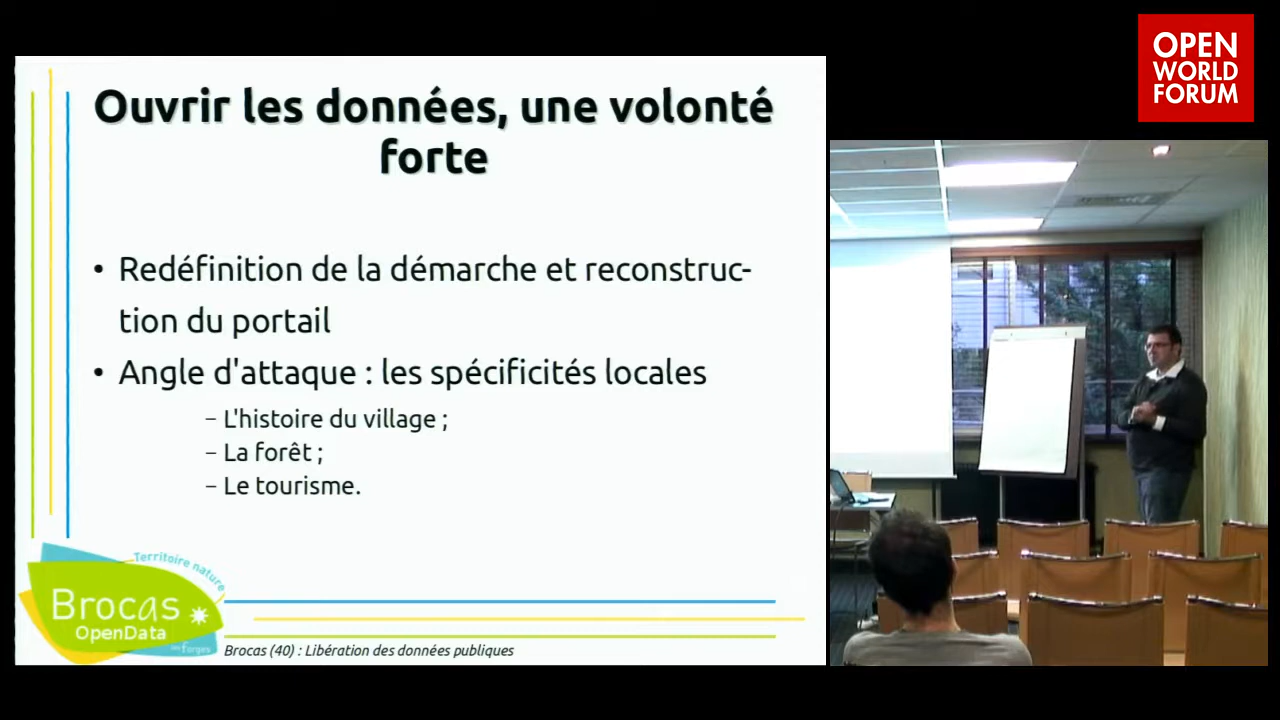 OPEN
WORLD
FORUM
Ouvrir les données, une volonté
forte
• Redéfinition de la démarche et reconstruc-
tion du portail
• Angle d'attaque : les spécificités locales
– L'histoire du village ;
– La forêt ;
– Le tourisme.
Territoire nature
Brocas
OpenData
des forges
Brocas (40) : Libération des données publiques